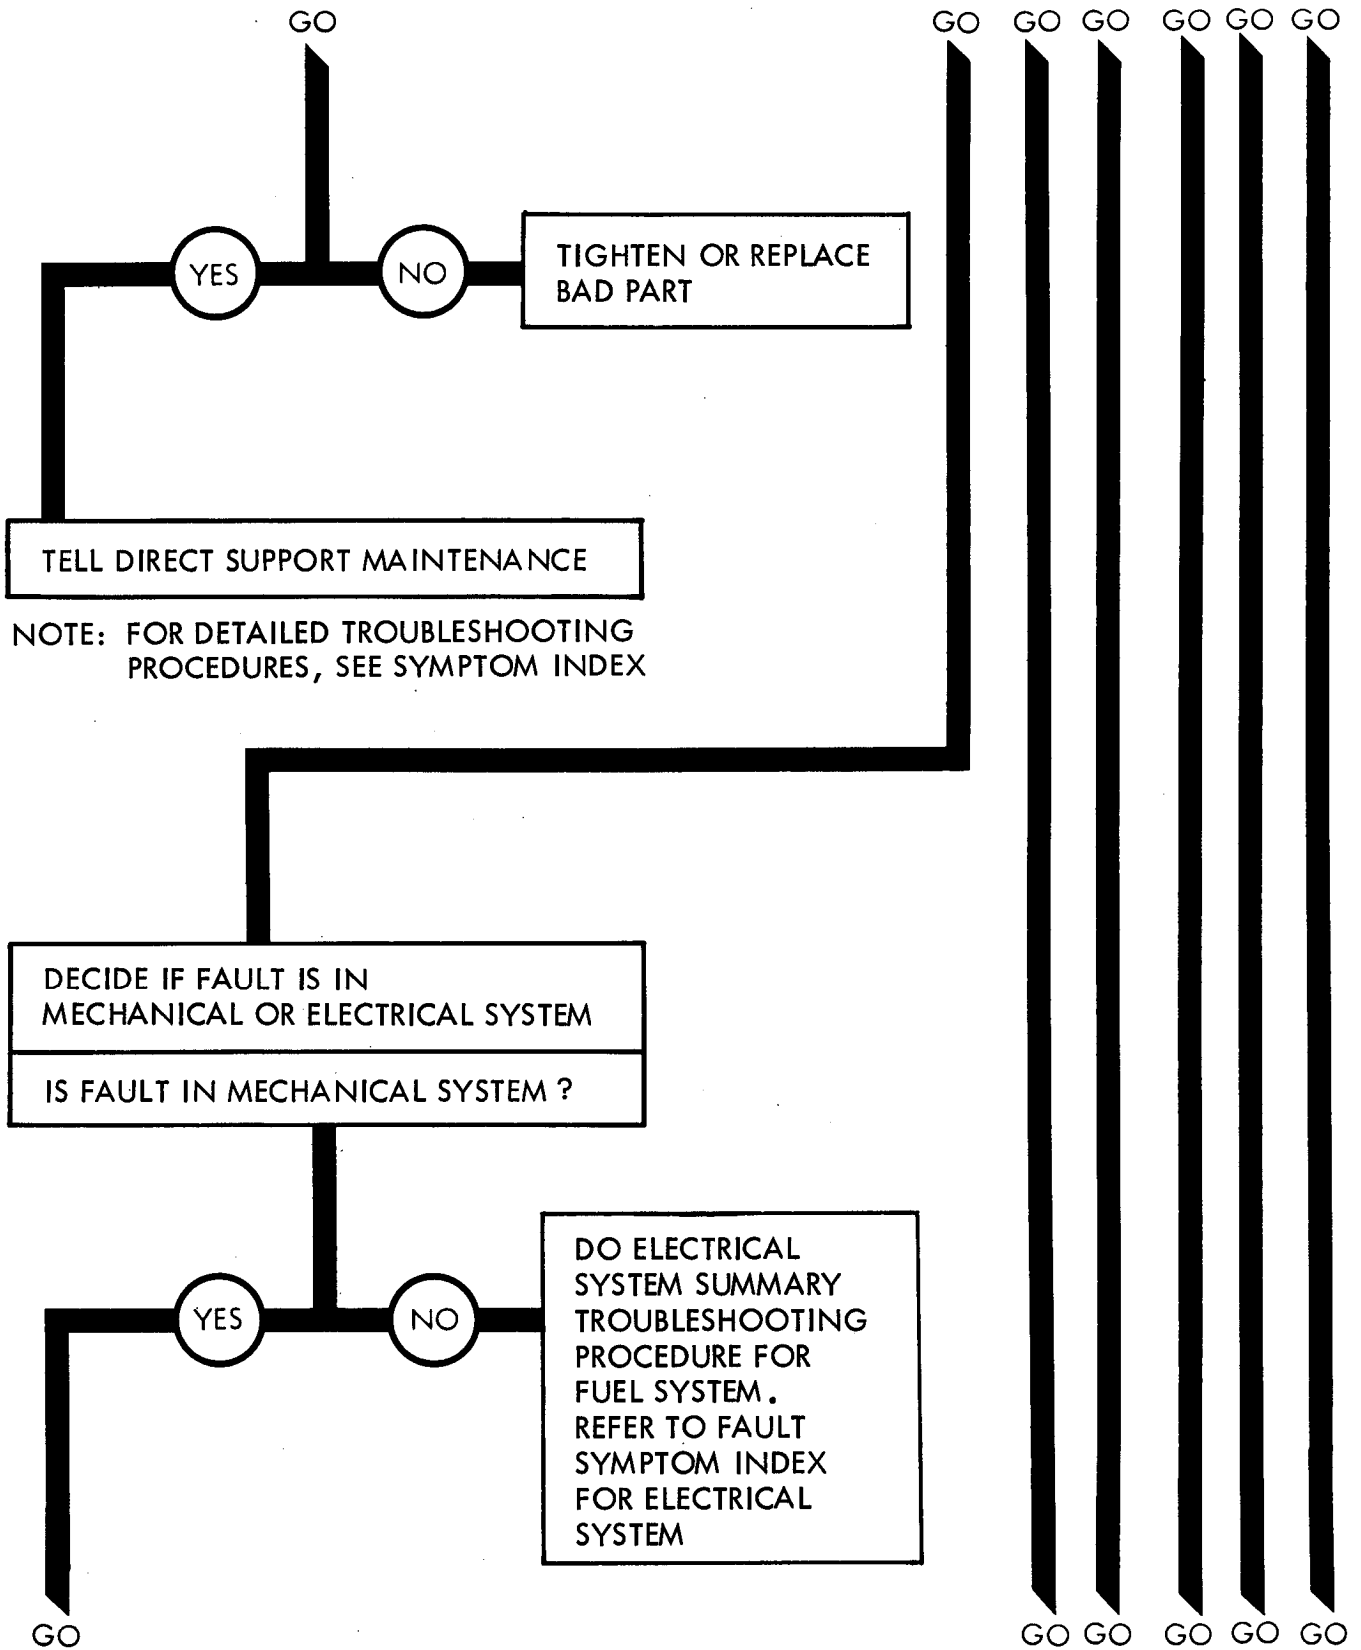 GO GO GO GO GO GO GO
YES NO
TIGHTEN OR REPLACE
BAD PART
TELL DIRECT SUPPORT MAINTENANCE
NOTE: FOR DETAILED TROUBLESHOOTING
PROCEDURES, SEE SYMPTOM INDEX
DECIDE IF FAULT IS IN
MECHANICAL OR ELECTRICAL SYSTEM
IS FAULT IN MECHANICAL SYSTEM ?
YES NO
DO ELECTRICAL
SYSTEM SUMMARY
TROUBLESHOOTING
PROCEDURE FOR
FUEL SYSTEM.
REFER TO FAULT
SYMPTOM INDEX
FOR ELECTRICAL
SYSTEM
GO GO GO GO GO GO